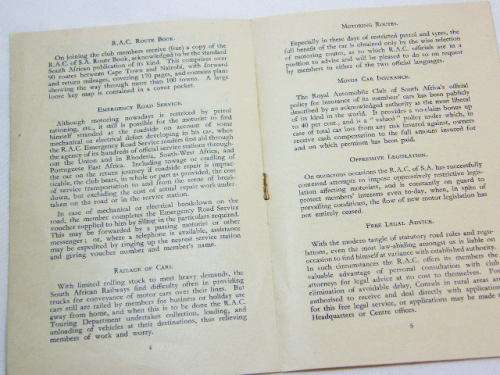 R.A.C. ROUTE BOOK.
On joining the club members receive (free) a copy of the
R.A.C. of S.A. Route Book, acknowledged to be the standard
South African publication of its kind. This comprises over
90 routes between Cape Town and Nairobi, with forward
and return mileages, covering 170 pages, and contains plans
showing the way through more than 100 towns. A large
loose key map is contained in a cover pocket.
EMERGENCY ROAD SERVICE.
Although motoring nowadays is restricted by petrol
rationing, etc., it still is possible for the motorist to find
himself stranded at the roadside on account of some
mechanical or electrical defect developing in his car, when
the R.A.C. Emergency Road Service renders first aid through
the agency of its hundreds of official service stations through-
out the Union and in Rhodesia, South-West Africa, and
Portuguese East Africa. Including towage or cradling of
the car on the return journey if roadside repair is imprac-
ticable, the club bears, in whole or part as provided, the cost
of service transportation to and from the scene of break-
down, but excluding the cost of actual repair work under-
taken on the road or in the service station.
In case of mechanical or electrical breakdown on the
road, the member completes the Emergency Road Service
voucher supplied to him by filling in the particulars required.
This may be forwarded by a passing motorist or other
messenger; or, where a telephone is available, assistance
may be expedited by ringing up the nearest service station
and giving voucher number and member's name.
RAILAGE OF CARS.
With limited rolling stock to meet heavy demands, the
South African Railways find difficulty often in providing
trucks for conveyance of motor cars over their lines. But
cars still are railed by members for business or holiday use
away from home, and when this is to be done the R.A.C.
Touring Department undertakes collection, loading, and
unloading of vehicles at their destinations, thus relieving
members of work and worry.
4
MOTORING ROUTES.
Especially in these days of restricted petrol and tyres, the
full benefit of the car is obtained only by the wise selection
of motoring routes, as to which R.A.C. officials are in a
position to advise and will be pleased to do so on request
by members in either of the two official languages.
MOTOR CAR INSURANCE.
The Royal Automobile Club of South Africa's official
policy for insurance of its members' cars has been publicly
described by an acknowledged authority as the most liberal
of its kind in the world. It provides a no-claim bonus up
to 40 per cent., and is a "valued" policy under which, in
case of total car loss from any risk insured against, owners
receive cash compensation to the full amount insured for
and on which premium has been paid.
OPPRESSIVE LEGISLATION.
On numerous occasions the R.A.C. of S.A. has successfully
contested attempt to impose oppressively restrictive legis-
lation affecting motorists, and is constantly on guard to
protect members' interests even to-day, when, in spite of
prevailing conditions, the flow of new motor legislation has
not entirely ceased.
FREE LEGAL ADVICE.
With the modern tangle of statutory road rules and regu-
lations, even the most law-abiding amongst us is liable on
occasion to find himself at variance with established authority.
In such circumstances the R.A.C. offers its members the
valuable advantage of personal consultation with club
attorneys for legal advice at no cost to themselves. For
elimination of avoidable delay, Consuls in rural areas are
authorised to receive and deal directly with applications
for this free legal service, or applications may be made to
Headquarters or Centre offices.
5